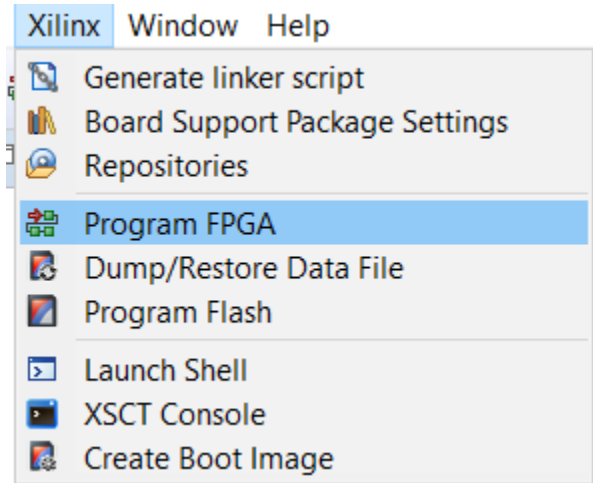 Xilinx Window Help
Generate linker script
Board Support Package Settings
Repositories
Program FPGA
Dump/Restore Data File
Program Flash
Launch Shell
XSCT Console
Create Boot Image